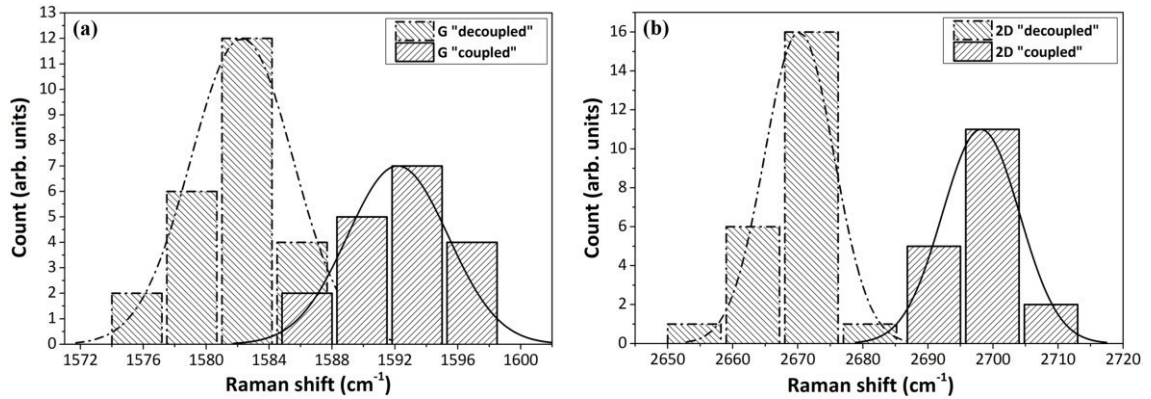 (a)
G "decoupled"
G "coupled"
13
12
11
10
9
8
7
6
5
4
3
2
1
0
Count (arb. units)
1572 1576 1580 1584 1588 1592 1596 1600
Raman shift (cm⁻¹)
(b)
2D "decoupled"
2D "coupled"
16
14
12
10
8
6
4
2
0
Count (arb. units)
2650 2660 2670 2680 2690 2700 2710 2720
Raman shift (cm⁻¹)